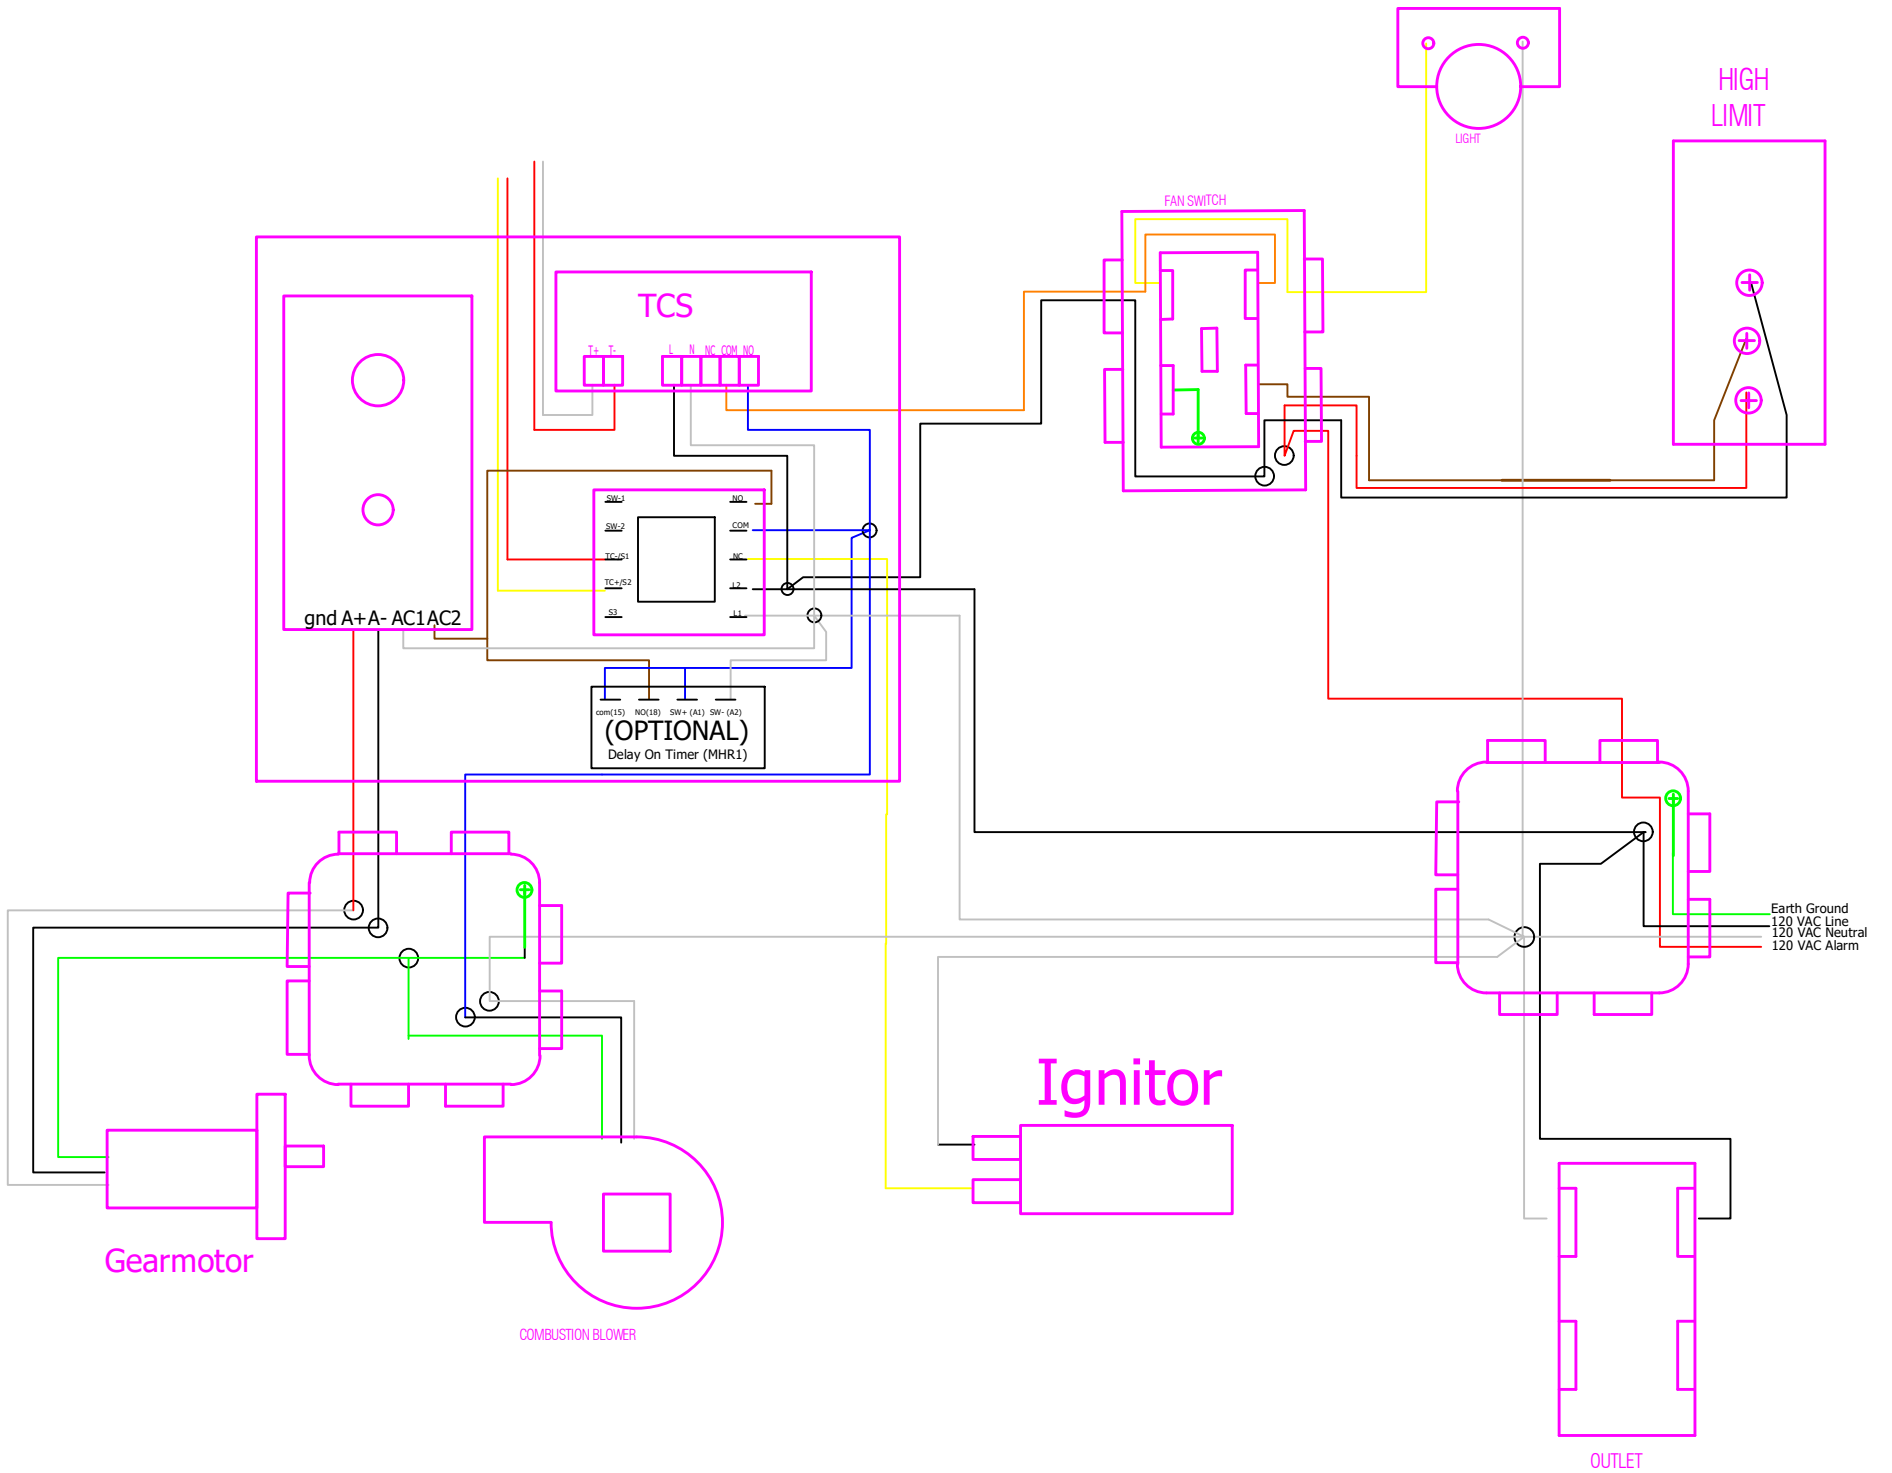 HIGH
LIMIT
LIGHT
FAN SWITCH
TCS
T+ T- L N NC COM NO
SW-1 NO
SW-2 COM
TC-/S1 NC
TC+/S2 L2
S3 L1
gnd A+ A- AC1 AC2
com(15) NO(18) SW+ (A1) SW- (A2)
(OPTIONAL)
Delay On Timer (MHR1)
Earth Ground
120 VAC Line
120 VAC Neutral
120 VAC Alarm
Ignitor
Gearmotor
COMBUSTION BLOWER
OUTLET